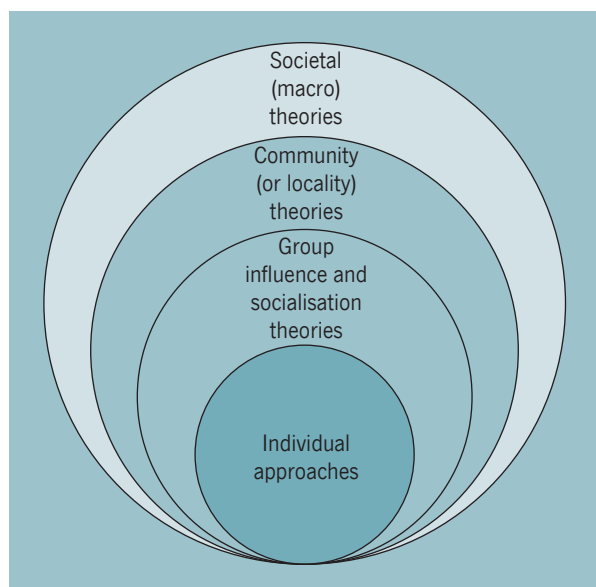 Societal
(macro)
theories
Community
(or locality)
theories
Group
influence and
socialisation
theories
Individual
approaches